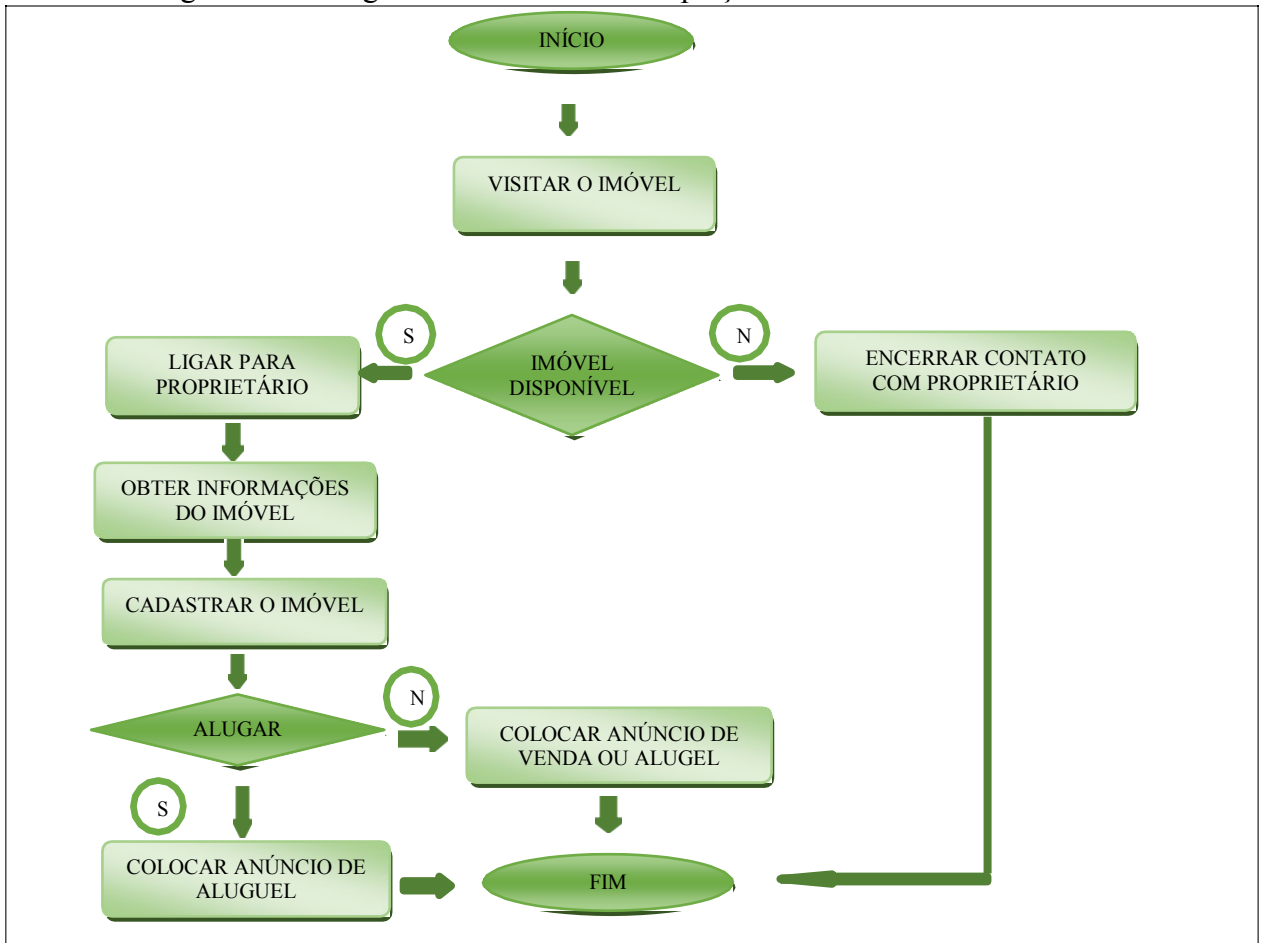 INÍCIO
VISITAR O IMÓVEL
S
N
LIGAR PARA
PROPRIETÁRIO
IMÓVEL
DISPONÍVEL
ENCERRAR CONTATO
COM PROPRIETÁRIO
OBTER INFORMAÇÕES
DO IMÓVEL
CADASTRAR O IMÓVEL
ALUGAR
N
COLOCAR ANÚNCIO DE
VENDA OU ALUGEL
S
COLOCAR ANÚNCIO DE
ALUGUEL
FIM